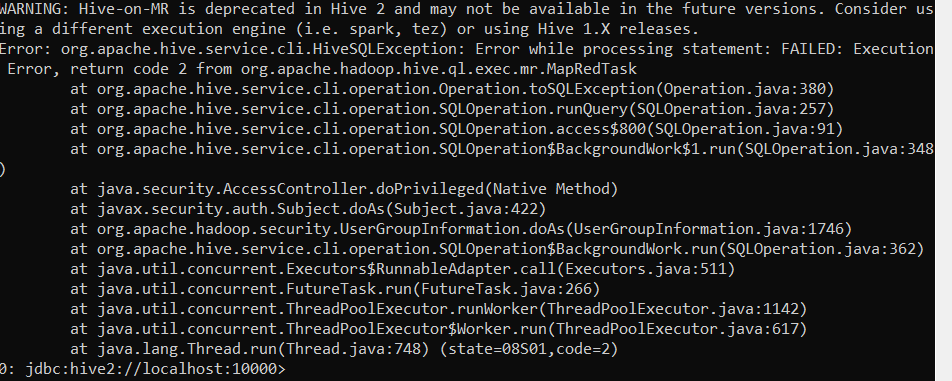 WARNING: Hive-on-MR is deprecated in Hive 2 and may not be available in the future versions. Consider us
ing a different execution engine (i.e. spark, tez) or using Hive 1.X releases.
Error: org.apache.hive.service.cli.HiveSQLException: Error while processing statement: FAILED: Execution
 Error, return code 2 from org.apache.hadoop.hive.ql.exec.mr.MapRedTask
        at org.apache.hive.service.cli.operation.Operation.toSQLException(Operation.java:380)
        at org.apache.hive.service.cli.operation.SQLOperation.runQuery(SQLOperation.java:257)
        at org.apache.hive.service.cli.operation.SQLOperation.access$800(SQLOperation.java:91)
        at org.apache.hive.service.cli.operation.SQLOperation$BackgroundWork$1.run(SQLOperation.java:348
)
        at java.security.AccessController.doPrivileged(Native Method)
        at javax.security.auth.Subject.doAs(Subject.java:422)
        at org.apache.hadoop.security.UserGroupInformation.doAs(UserGroupInformation.java:1746)
        at org.apache.hive.service.cli.operation.SQLOperation$BackgroundWork.run(SQLOperation.java:362)
        at java.util.concurrent.Executors$RunnableAdapter.call(Executors.java:511)
        at java.util.concurrent.FutureTask.run(FutureTask.java:266)
        at java.util.concurrent.ThreadPoolExecutor.runWorker(ThreadPoolExecutor.java:1142)
        at java.util.concurrent.ThreadPoolExecutor$Worker.run(ThreadPoolExecutor.java:617)
        at java.lang.Thread.run(Thread.java:748) (state=08S01,code=2)
0: jdbc:hive2://localhost:10000>